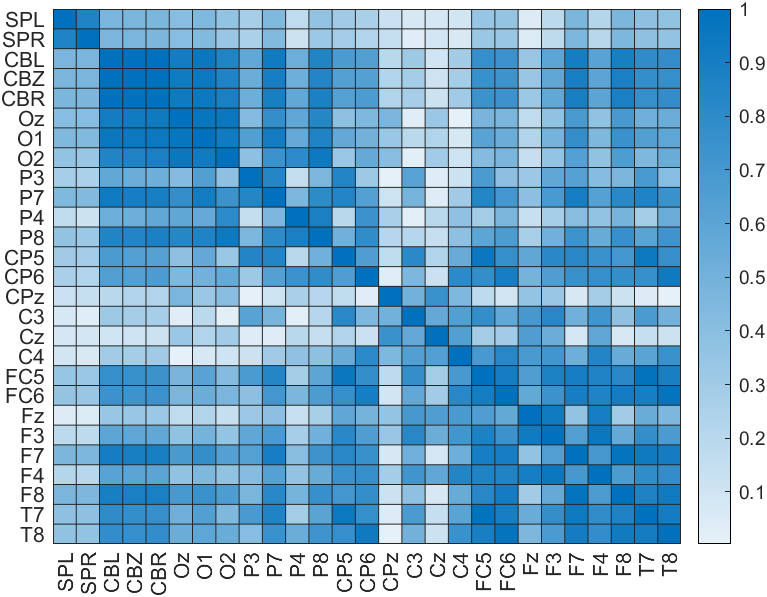 SPL
SPR
CBL
CBZ
CBR
Oz
O1
O2
P3
P7
P4
P8
CP5
CP6
CPz
C3
Cz
C4
FC5
FC6
Fz
F3
F7
F4
F8
T7
T8
SPL SPR CBL CBZ CBR Oz O1 O2 P3 P7 P4 P8 CP5 CP6 CPz C3 Cz C4 FC5 FC6 Fz F3 F7 F4 F8 T7 T8
1
0.9
0.8
0.7
0.6
0.5
0.4
0.3
0.2
0.1